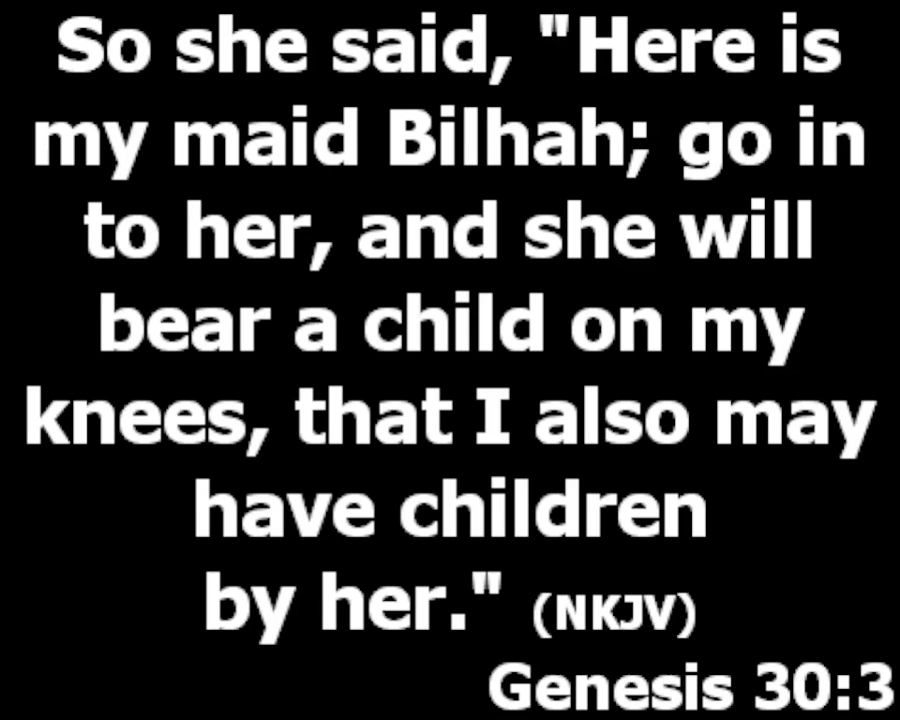 So she said, "Here is
my maid Bilhah; go in
to her, and she will
bear a child on my
knees, that I also may
have children
by her." (NKJV)
Genesis 30:3